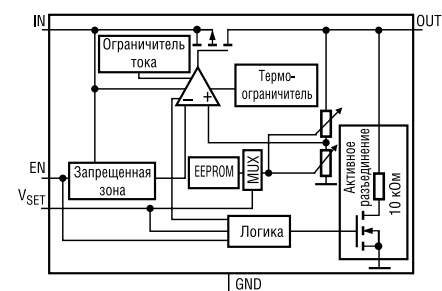 IN
OUT
Ограничитель
тока
Термо-
ограничитель
−
+
EN
Запрещенная
зона
EEPROM
MUX
Активное
разъединение
10 кОм
VSET
Логика
GND